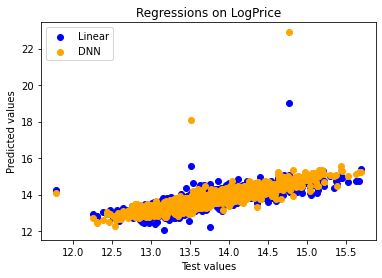 Regressions on LogPrice
Linear
DNN
Predicted values
22
20
18
16
14
12
12.0 12.5 13.0 13.5 14.0 14.5 15.0 15.5
Test values